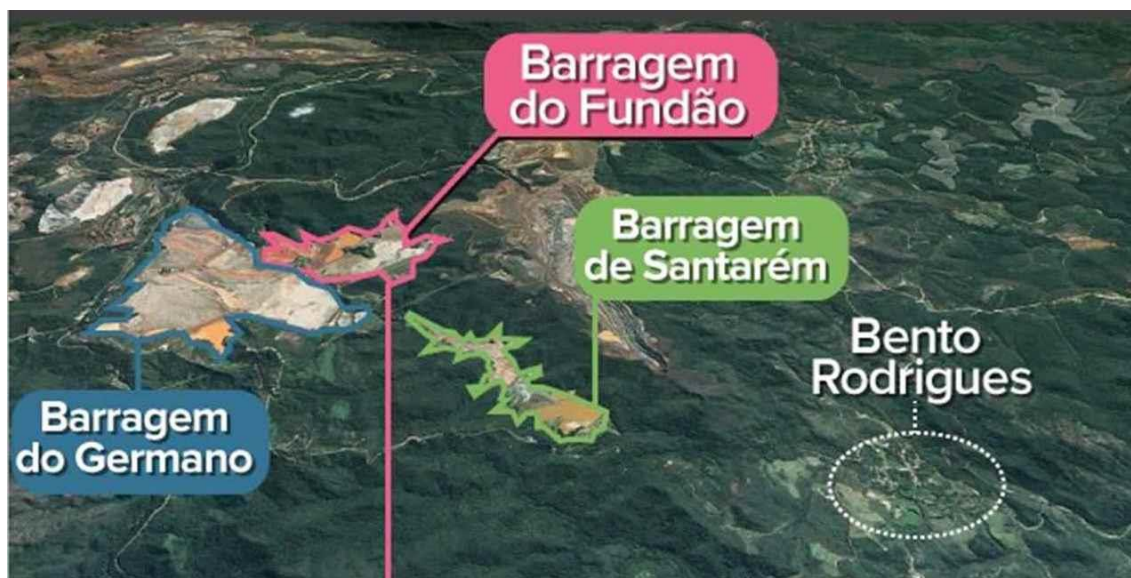 Barragem
do Fundão
Barragem
de Santarém
Bento
Rodrigues
Barragem
do Germano